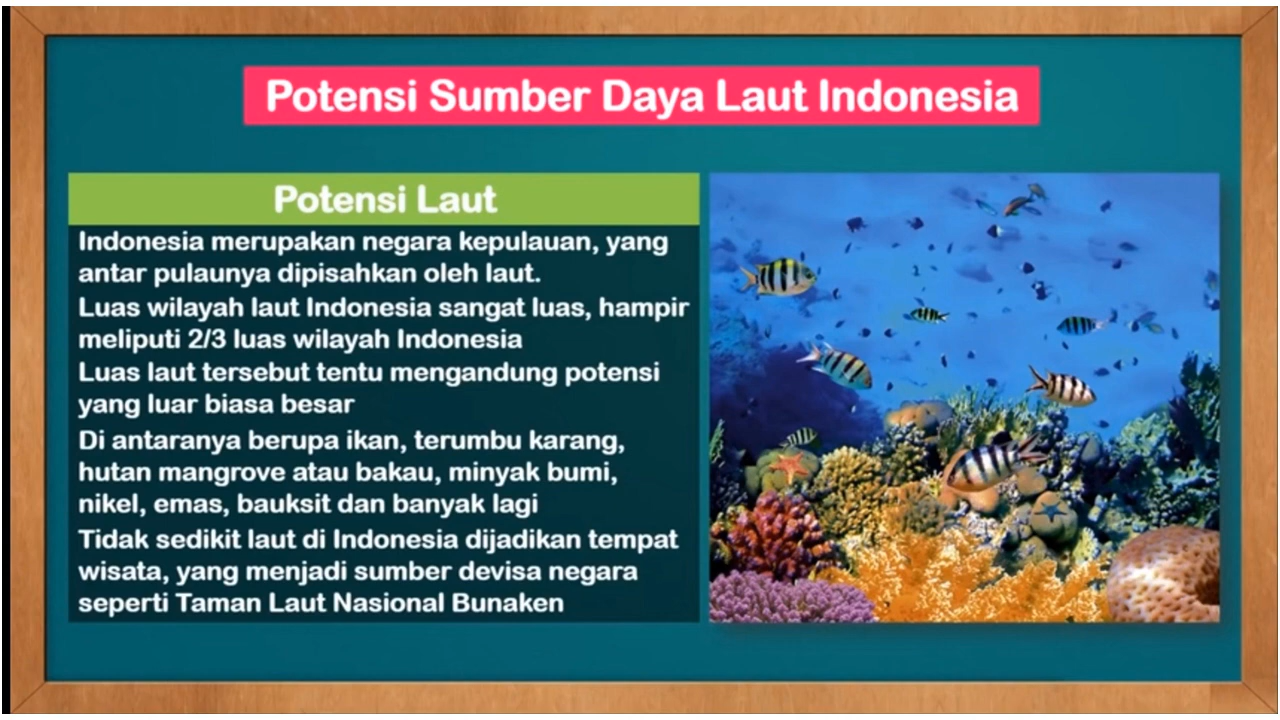 Potensi Sumber Daya Laut Indonesia
Potensi Laut
Indonesia merupakan negara kepulauan, yang
antar pulaunya dipisahkan oleh laut.
Luas wilayah laut Indonesia sangat luas, hampir
meliputi 2/3 luas wilayah Indonesia
Luas laut tersebut tentu mengandung potensi
yang luar biasa besar
Di antaranya berupa ikan, terumbu karang,
hutan mangrove atau bakau, minyak bumi,
nikel, emas, bauksit dan banyak lagi
Tidak sedikit laut di Indonesia dijadikan tempat
wisata, yang menjadi sumber devisa negara
seperti Taman Laut Nasional Bunaken